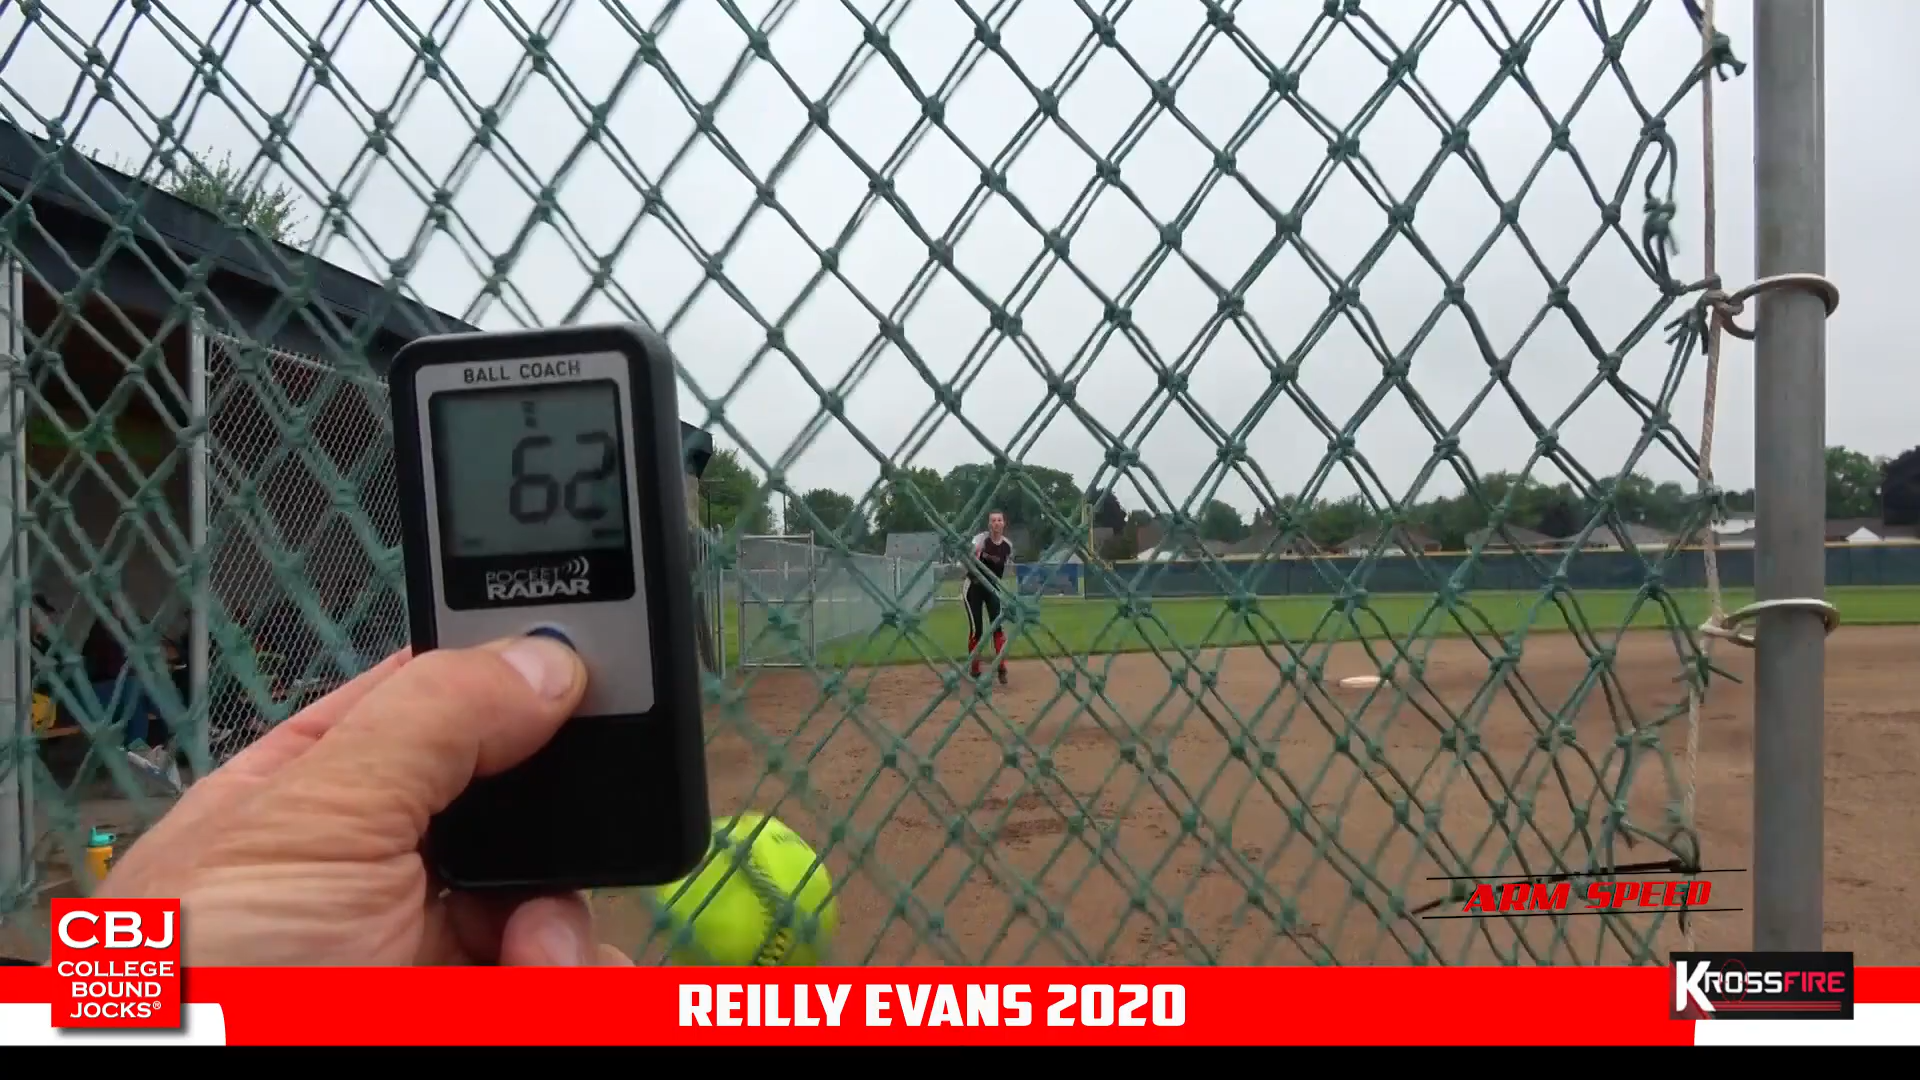 BALL COACH
62
POCKET
RADAR
ARM SPEED
CBJ
COLLEGE
BOUND
JOCKS®
REILLY EVANS 2020
KROSSFIRE